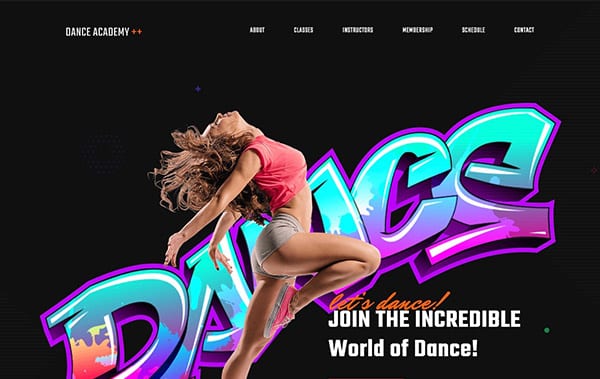 DANCE ACADEMY ++
ABOUT CLASSES INSTRUCTORS MEMBERSHIP SCHEDULE CONTACT
DANCE
let's dance!
JOIN THE INCREDIBLE
World of Dance!